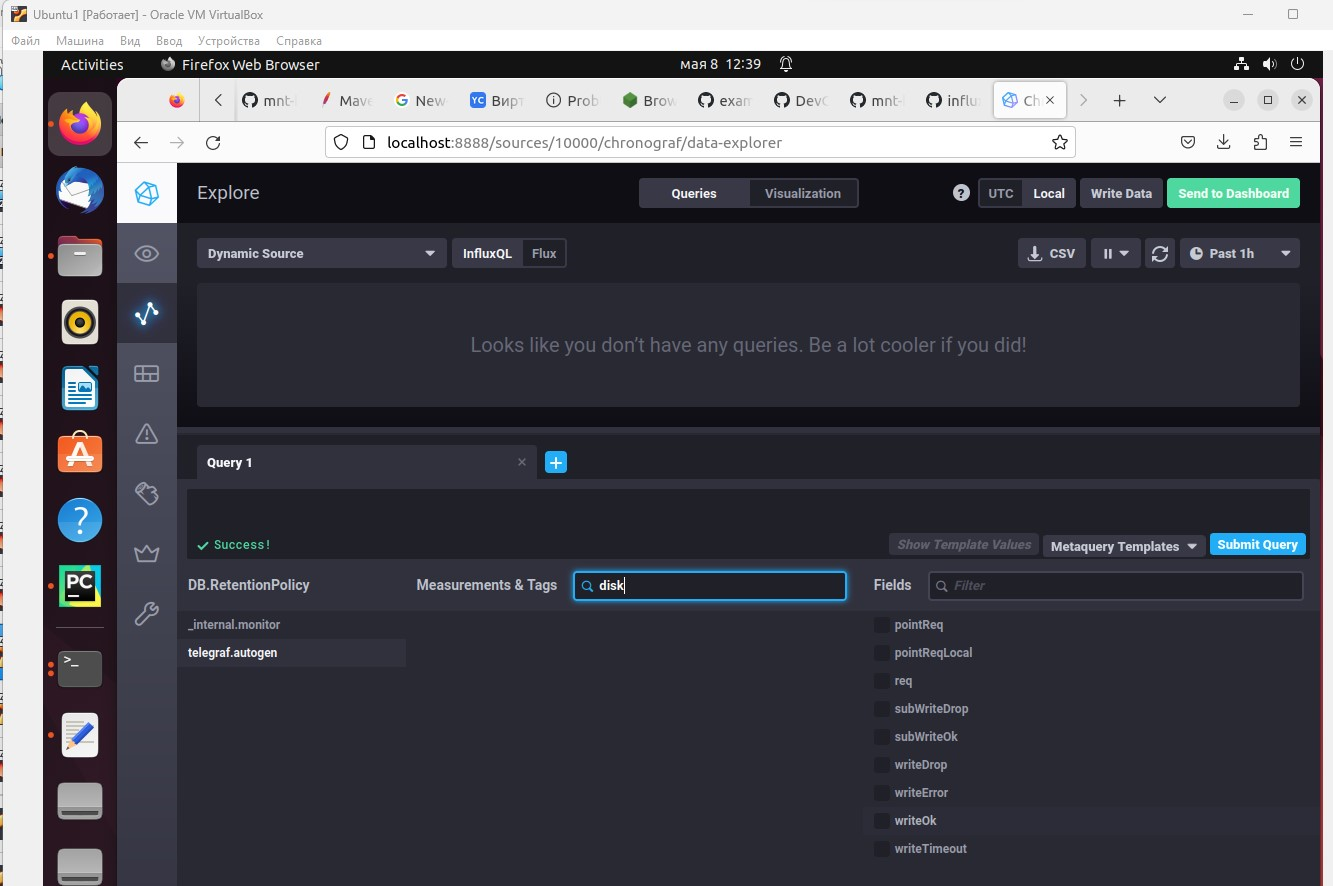 Ubuntu1 [Работает] - Oracle VM VirtualBox
Файл Машина Вид Ввод Устройства Справка
Activities Firefox Web Browser мая 8 12:39
mnt- Mave New YC Вирт Prob Brow exam DevC mnt- influ Ch
localhost:8888/sources/10000/chronograf/data-explorer
Explore Queries Visualization ? UTC Local Write Data Send to Dashboard
Dynamic Source InfluxQL Flux CSV Past 1h
Looks like you don’t have any queries. Be a lot cooler if you did!
Query 1
Success! Show Template Values Metaquery Templates Submit Query
DB.RetentionPolicy Measurements & Tags disk Fields Filter
_internal.monitor pointReq
telegraf.autogen pointReqLocal
req
subWriteDrop
subWriteOk
writeDrop
writeError
writeOk
writeTimeout
PC